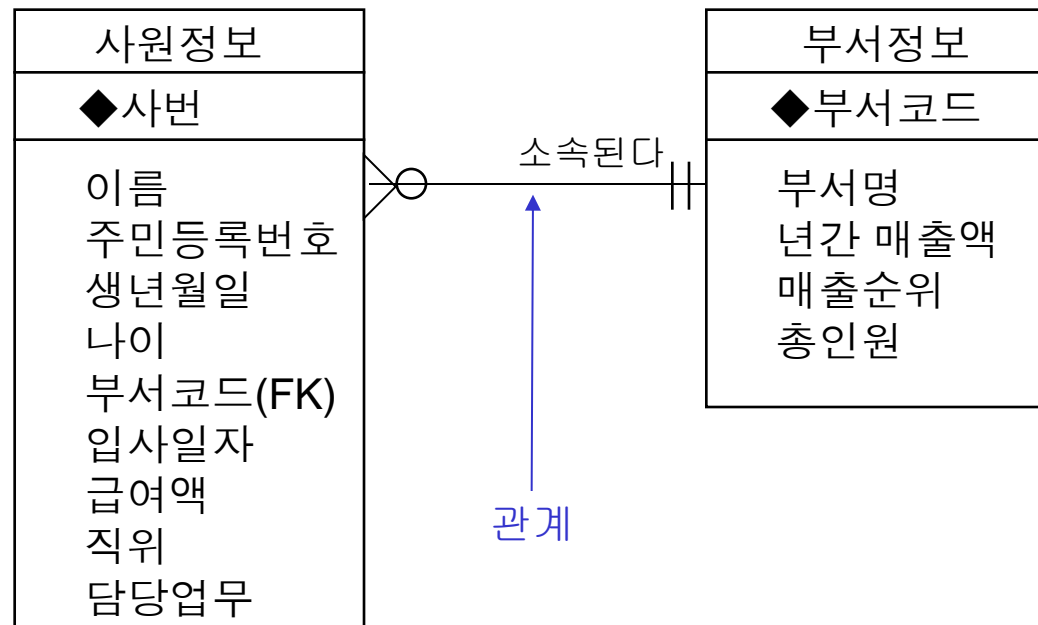 사원정보
◆사번
이름
주민등록번호
생년월일
나이
부서코드(FK)
입사일자
급여액
직위
담당업무
소속된다
관계
부서정보
◆부서코드
부서명
년간 매출액
매출순위
총인원